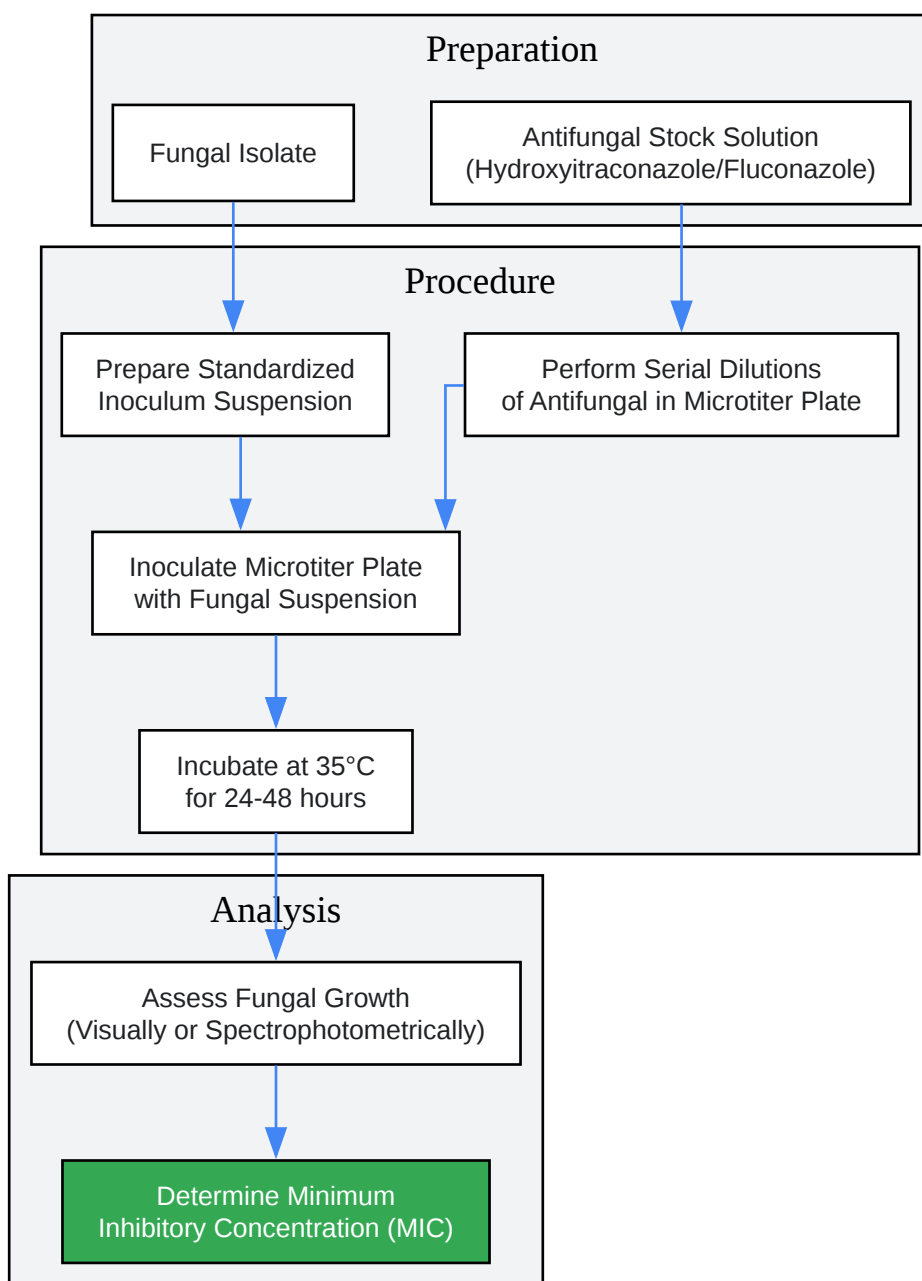 Preparation
Fungal Isolate
Antifungal Stock Solution
(Hydroxyitraconazole/Fluconazole)
Procedure
Prepare Standardized
Inoculum Suspension
Perform Serial Dilutions
of Antifungal in Microtiter Plate
Inoculate Microtiter Plate
with Fungal Suspension
Incubate at 35°C
for 24-48 hours
Analysis
Assess Fungal Growth
(Visually or Spectrophotometrically)
Determine Minimum
Inhibitory Concentration (MIC)